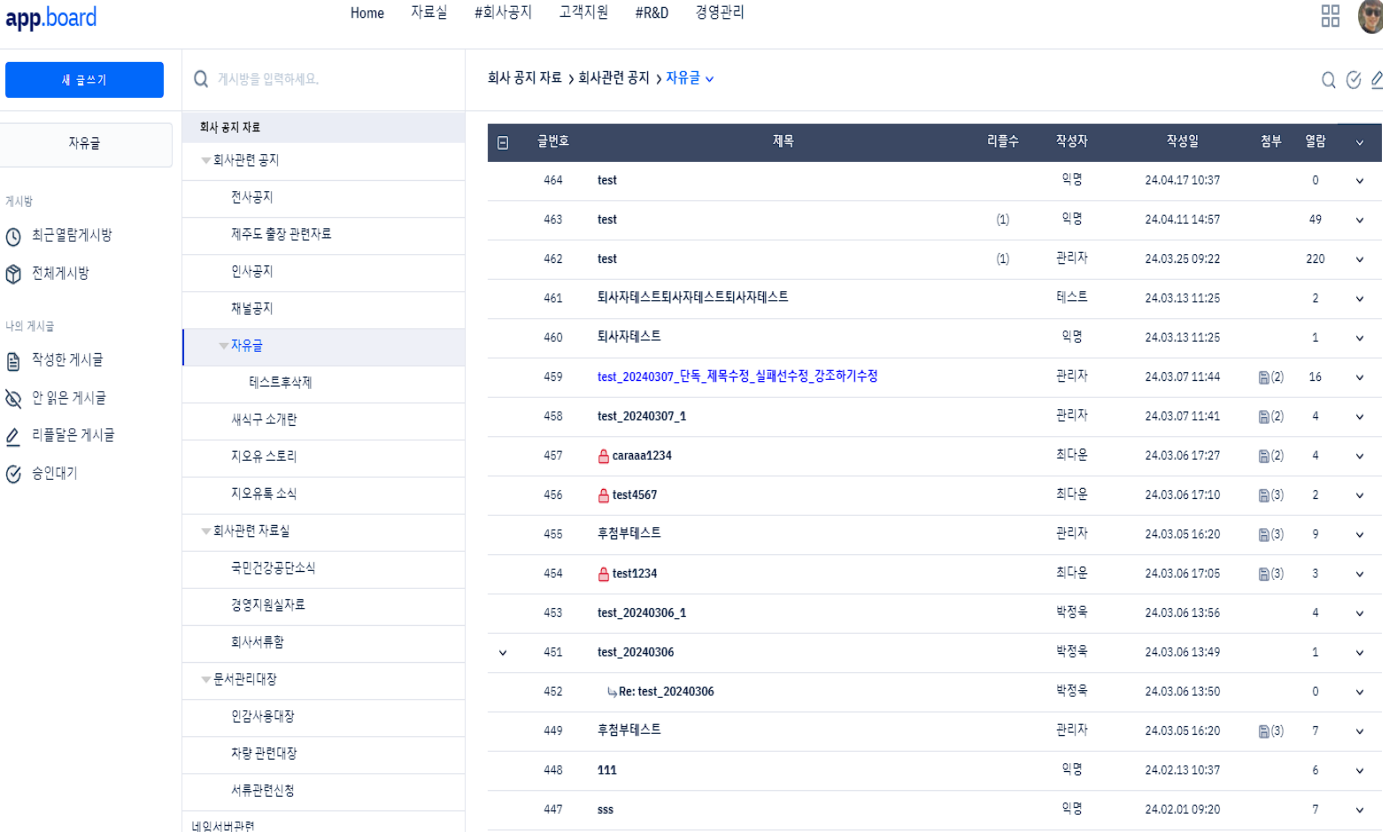 app.board
Home 자료실 #회사공지 고객지원 #R&D 경영관리
새 글쓰기
자유글
게시방
최근열람게시방
전체게시방
나의 게시글
작성한 게시글
안 읽은 게시글
리플달은 게시글
승인대기
게시방을 입력하세요.
회사 공지 자료
회사관련 공지
전사공지
제주도 출장 관련자료
인사공지
채널공지
자유글
테스트후삭제
새식구 소개란
지오유 스토리
지오유톡 소식
회사관련 자료실
국민건강공단소식
경영지원실자료
회사서류함
문서관리대장
인감사용대장
차량 관련대장
서류관련신청
네임서버관련
회사 공지 자료 > 회사관련 공지 > 자유글
글번호 제목 리플수 작성자 작성일 첨부 열람
464 test 익명 24.04.17 10:37 0
463 test (1) 익명 24.04.11 14:57 49
462 test (1) 관리자 24.03.25 09:22 220
461 퇴사자테스트퇴사자테스트퇴사자테스트 테스트 24.03.13 11:25 2
460 퇴사자테스트 익명 24.03.13 11:25 1
459 test_20240307_단독_제목수정_실패선수정_강조하기수정 관리자 24.03.07 11:44 (2) 16
458 test_20240307_1 관리자 24.03.07 11:41 (2) 4
457 caraaa1234 최다운 24.03.06 17:27 (2) 4
456 test4567 최다운 24.03.06 17:10 (3) 2
455 후첨부테스트 관리자 24.03.05 16:20 (3) 9
454 test1234 최다운 24.03.06 17:05 (3) 3
453 test_20240306_1 박정욱 24.03.06 13:56 4
451 test_20240306 박정욱 24.03.06 13:49 1
452 Re: test_20240306 박정욱 24.03.06 13:50 0
449 후첨부테스트 관리자 24.03.05 16:20 (3) 7
448 111 익명 24.02.13 10:37 6
447 sss 익명 24.02.01 09:20 7